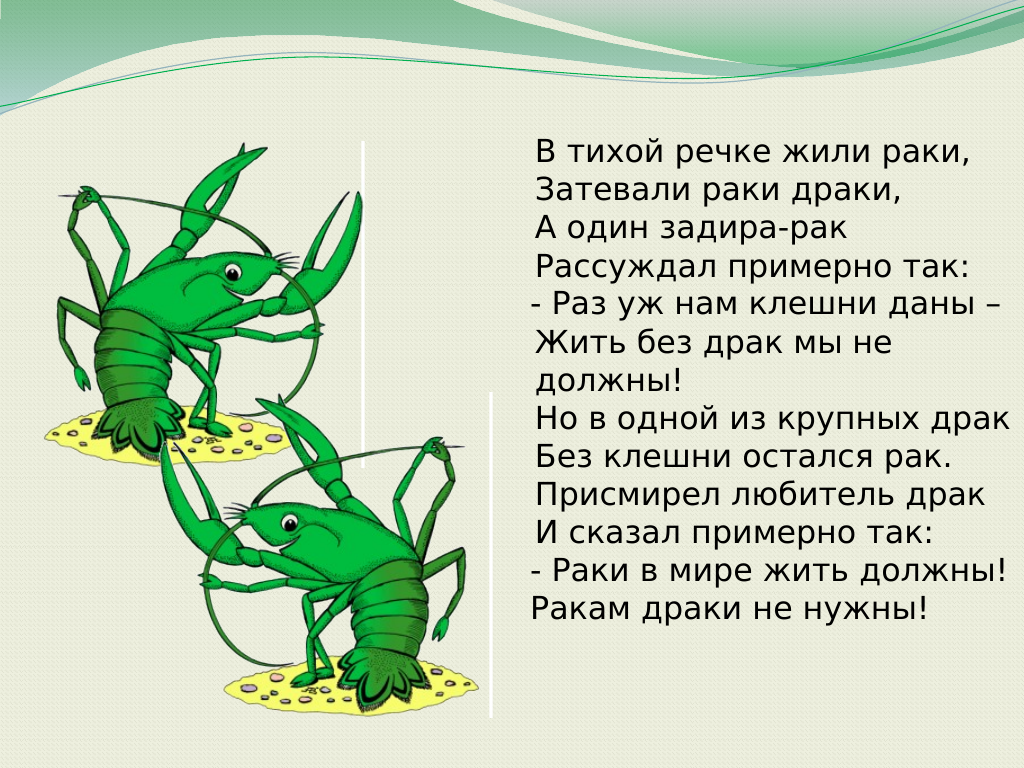 В тихой речке жили раки,
Затевали раки драки,
А один задира-рак
Рассуждал примерно так:
- Раз уж нам клешни даны –
Жить без драк мы не
должны!
Но в одной из крупных драк
Без клешни остался рак.
Присмирел любитель драк
И сказал примерно так:
- Раки в мире жить должны!
Ракам драки не нужны!